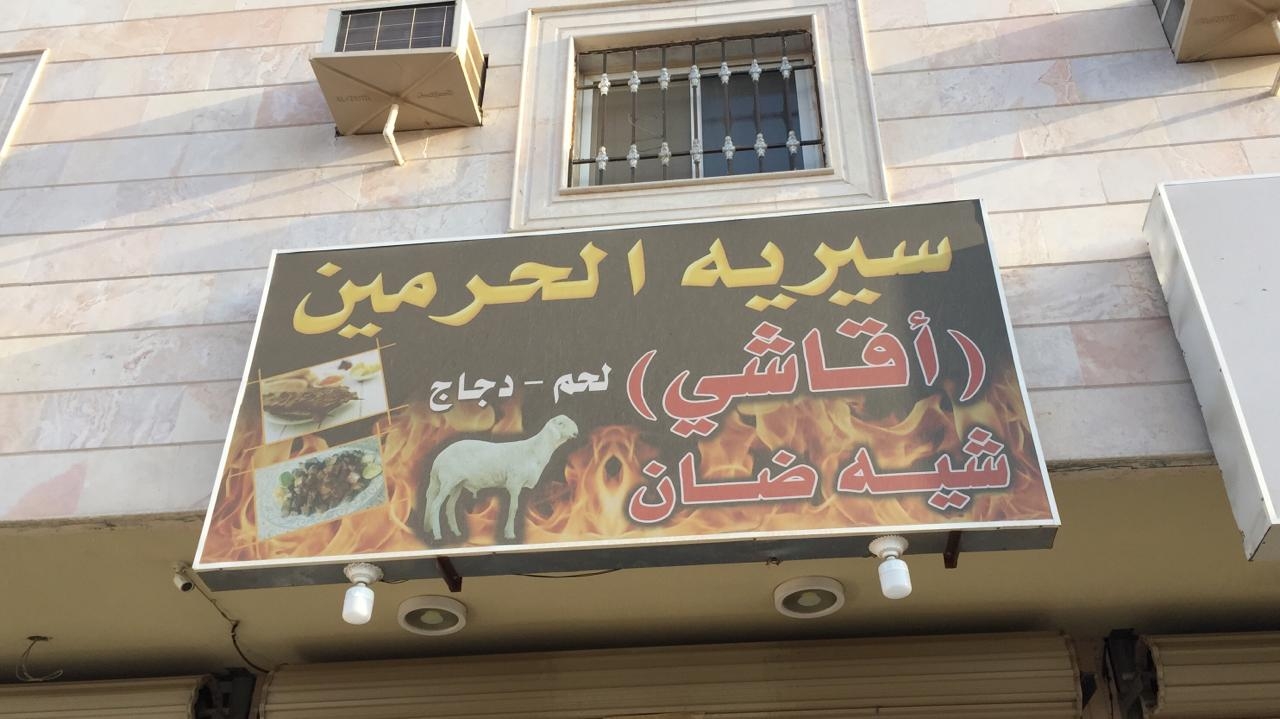 سيريه الحرمين
(أقاشي) لحم - دجاج
شيه ضان